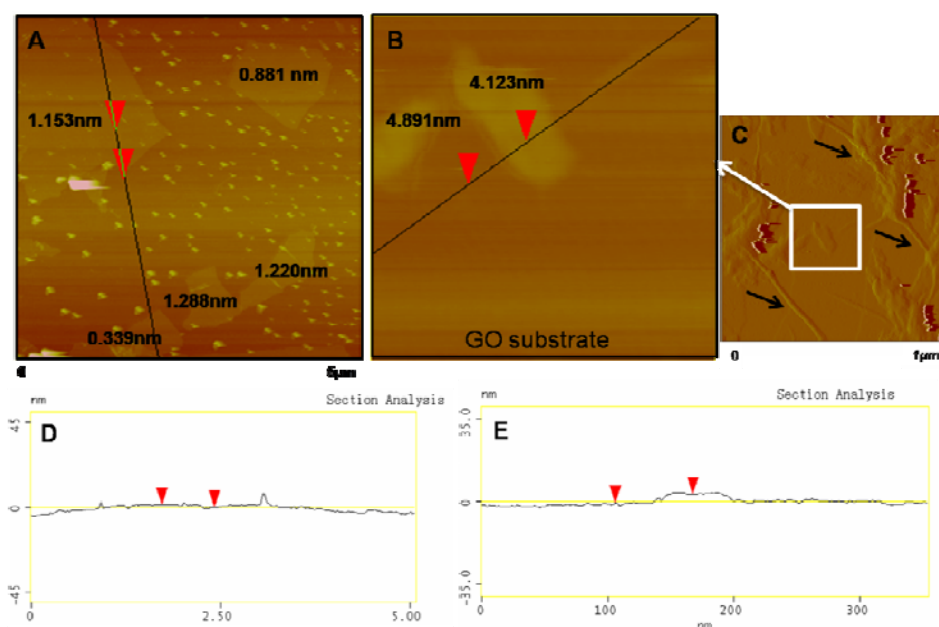 A
0.881 nm
1.153nm
1.220nm
1.288nm
0.339nm
5µm
B
4.123nm
4.891nm
GO substrate
C
0 1µm
nm
Section Analysis
45
D
0
-45
0 2.50 5.00
nm
Section Analysis
35.0
E
0
-35.0
0 100 200 300
nm